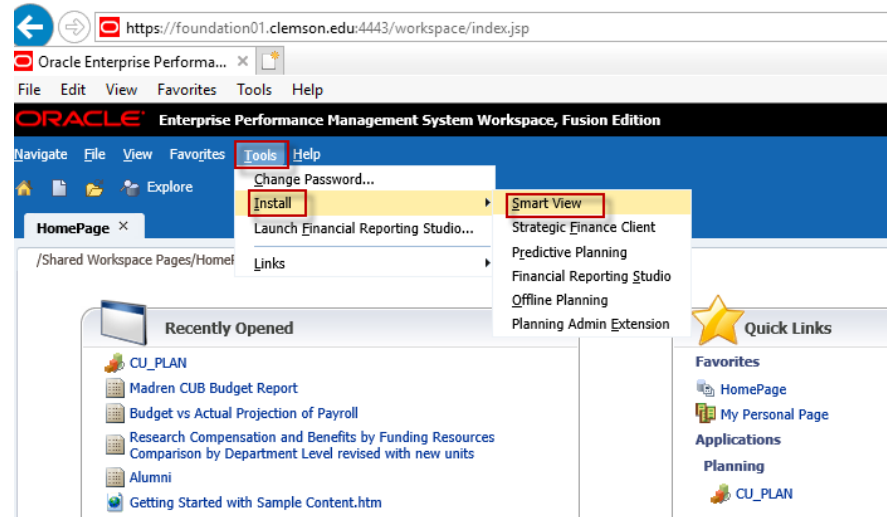 https://foundation01.clemson.edu:4443/workspace/index.jsp
Oracle Enterprise Performa...
File Edit View Favorites Tools Help
ORACLE Enterprise Performance Management System Workspace, Fusion Edition
Navigate File View Favorites Tools Help
Explore
Change Password...
Install
Launch Financial Reporting Studio...
Links
Smart View
Strategic Finance Client
Predictive Planning
Financial Reporting Studio
Offline Planning
Planning Admin Extension
HomePage
/Shared Workspace Pages/HomeP
Recently Opened
CU_PLAN
Madren CUB Budget Report
Budget vs Actual Projection of Payroll
Research Compensation and Benefits by Funding Resources
Comparison by Department Level revised with new units
Alumni
Getting Started with Sample Content.htm
Quick Links
Favorites
HomePage
My Personal Page
Applications
Planning
CU_PLAN